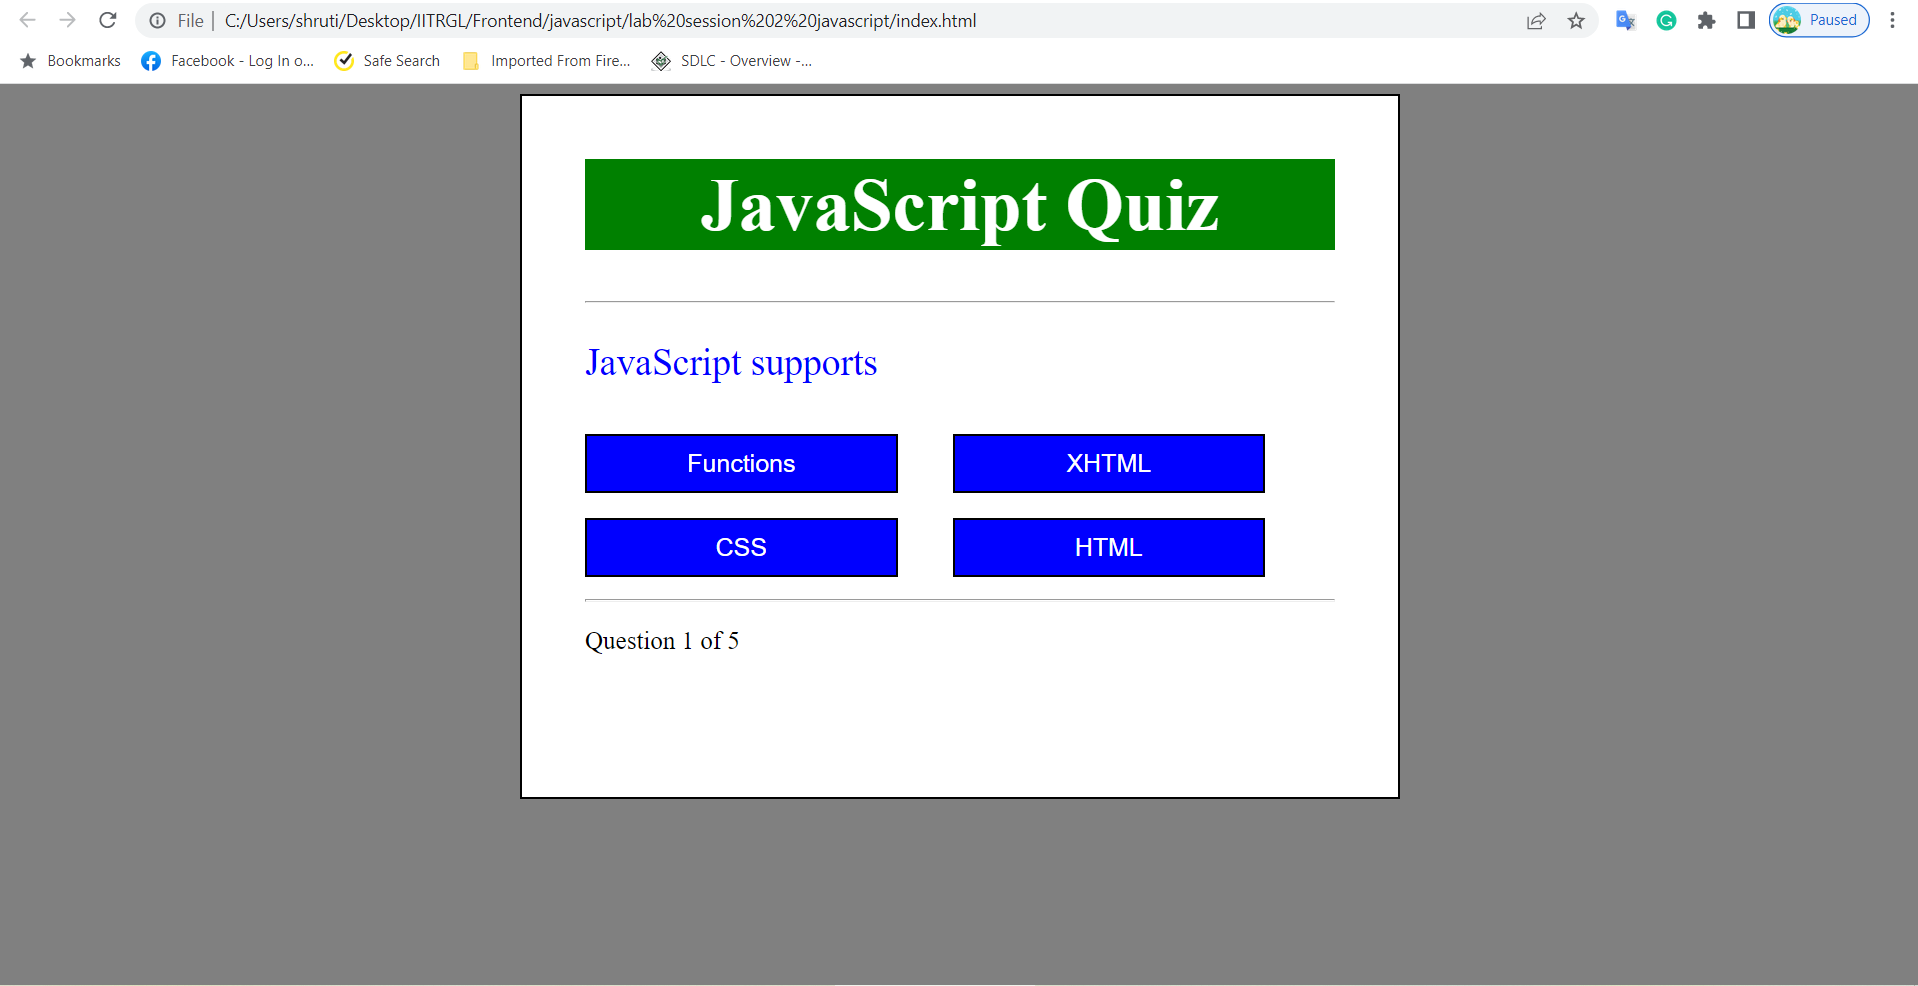 File | C:/Users/shruti/Desktop/IITRGL/Frontend/javascript/lab%20session%202%20javascript/index.html Paused
Bookmarks Facebook - Log In o... Safe Search Imported From Fire... SDLC - Overview -...
JavaScript Quiz
JavaScript supports
Functions XHTML
CSS HTML
Question 1 of 5